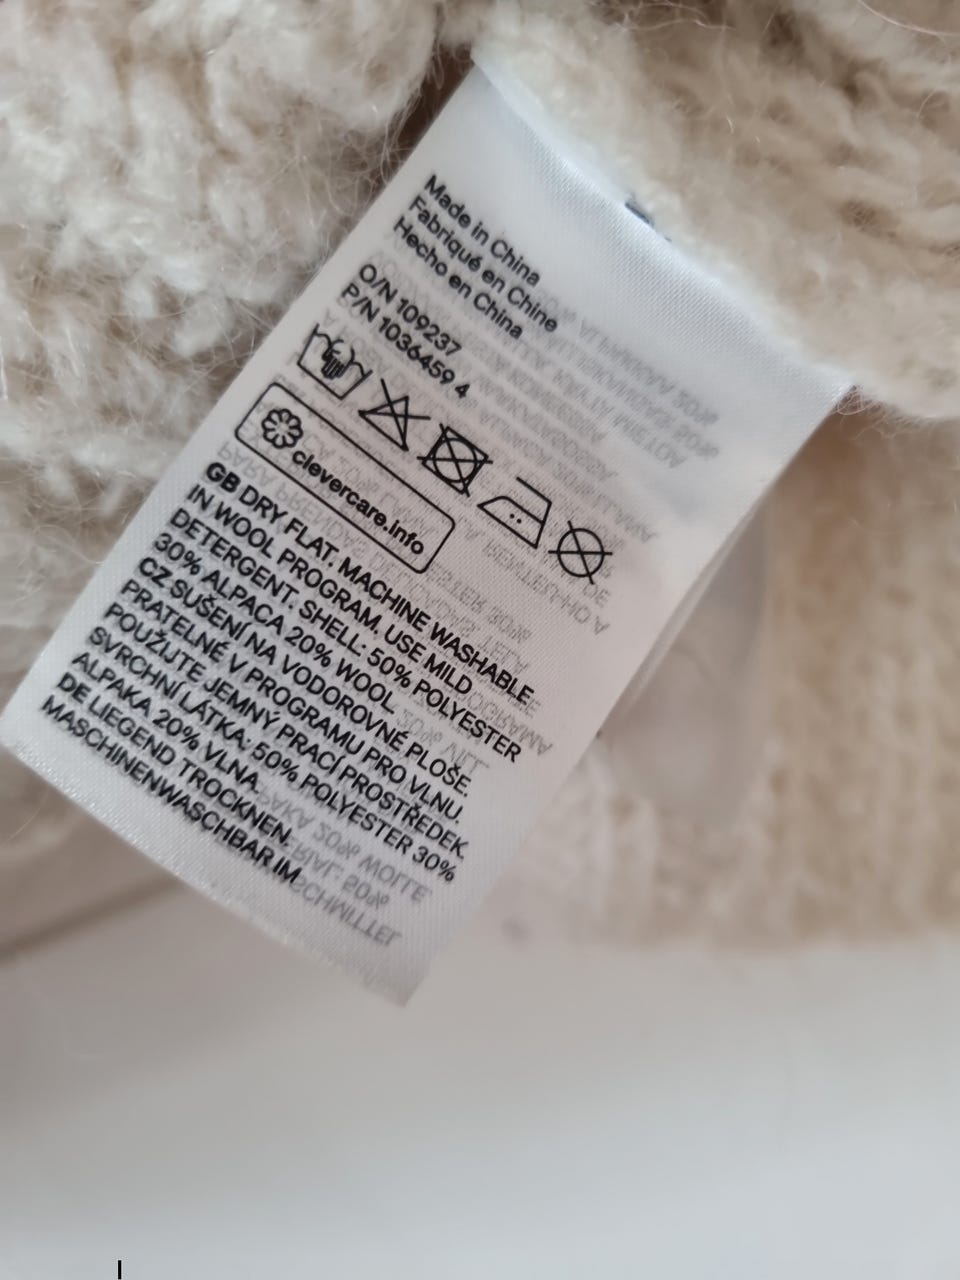 Made in China
Fabriqué en Chine
Hecho en China
O/N 109237
P/N 1036459 4
clevercare.info
GB DRY FLAT. MACHINE WASHABLE
IN WOOL PROGRAM. USE MILD
DETERGENT. SHELL: 50% POLYESTER
30% ALPACA 20% WOOL
CZ SUŠENÍ NA VODOROVNÉ PLOŠE.
PRATELNÉ V PROGRAMU PRO VLNU.
POUŽIJTE JEMNÝ PRACÍ PROSTŘEDEK.
SVRCHNÍ LÁTKA: 50% POLYESTER 30%
ALPAKA 20% VLNA
DE LIEGEND TROCKNEN.
MASCHINENWASCHBAR IM